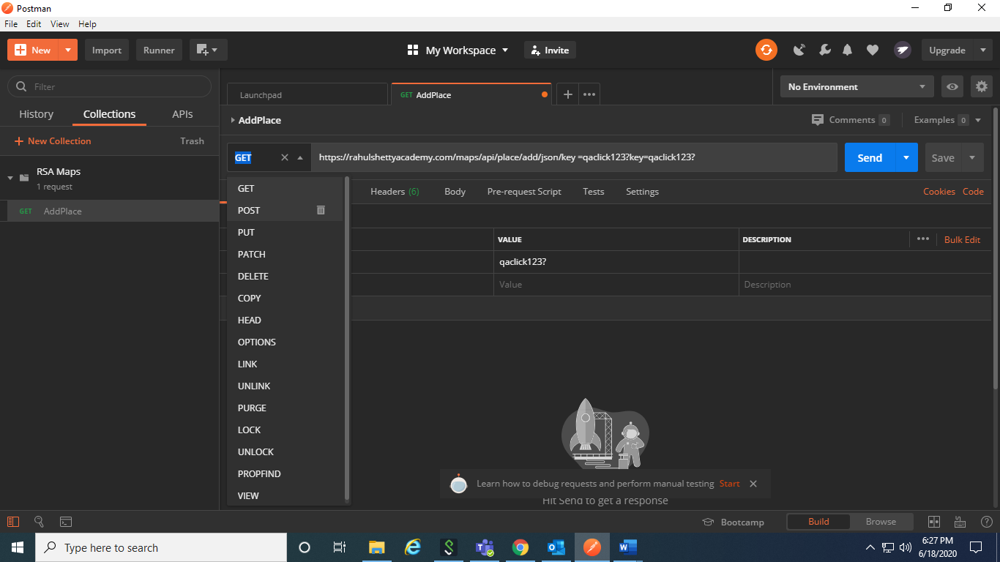 Postman
File Edit View Help
New Import Runner My Workspace Invite Upgrade
Filter
Launchpad GET AddPlace No Environment
History Collections APIs
AddPlace Comments 0 Examples 0
New Collection Trash
GET https://rahulshettyacademy.com/maps/api/place/add/json/key =qaclick123?key=qaclick123? Send Save
RSA Maps
1 request
GET AddPlace
GET
POST
PUT
PATCH
DELETE
COPY
HEAD
OPTIONS
LINK
UNLINK
PURGE
LOCK
UNLOCK
PROPFIND
VIEW
Headers (6) Body Pre-request Script Tests Settings Cookies Code
VALUE DESCRIPTION Bulk Edit
qaclick123?
Value Description
Learn how to debug requests and perform manual testing Start
Hit Send to get a response
Bootcamp Build Browse
Type here to search
6:27 PM
6/18/2020